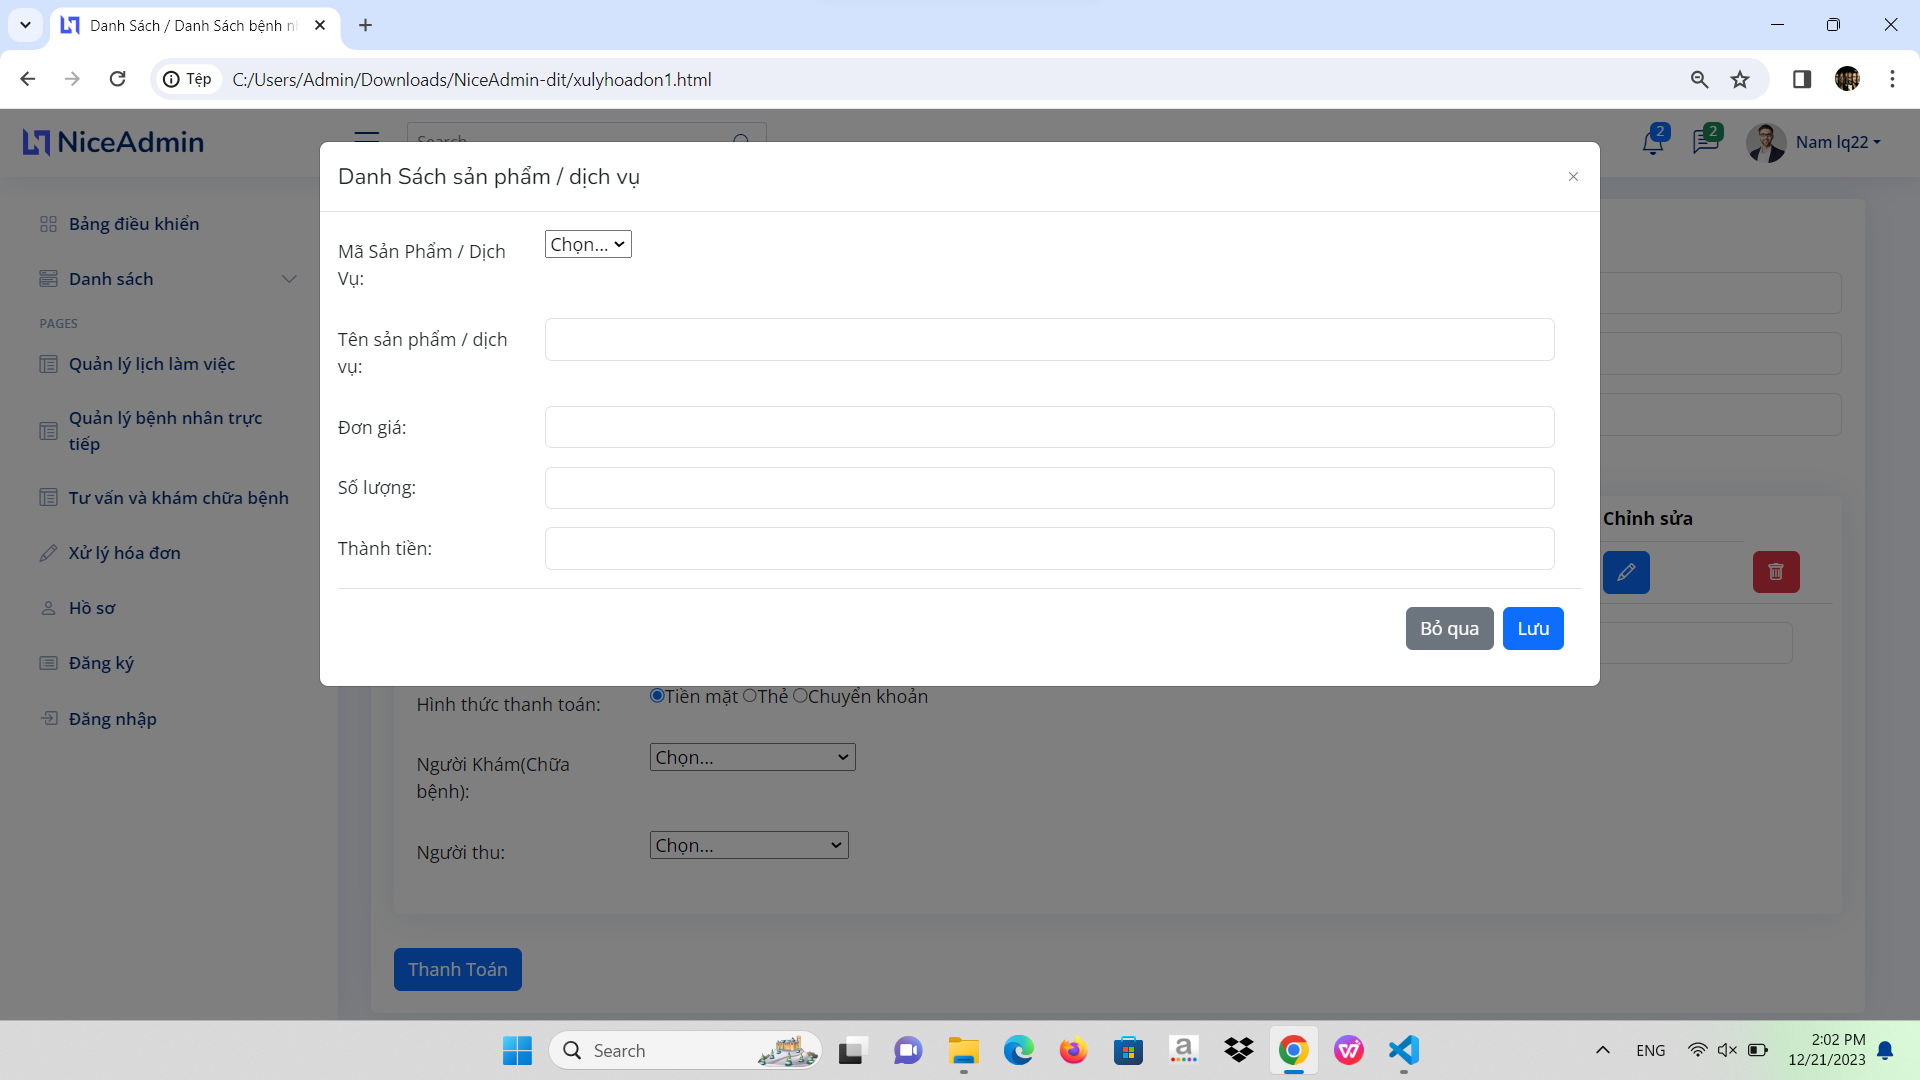 Danh Sách / Danh Sách bệnh n
Tệp
C:/Users/Admin/Downloads/NiceAdmin-dit/xulyhoadon1.html
NiceAdmin
Search
2
2
Nam lq22
Danh Sách sản phẩm / dịch vụ
×
Bảng điều khiển
Danh sách
PAGES
Quản lý lịch làm việc
Quản lý bệnh nhân trực
tiếp
Tư vấn và khám chữa bệnh
Xử lý hóa đơn
Hồ sơ
Đăng ký
Đăng nhập
Mã Sản Phẩm / Dịch
Vụ:
Chọn...
Tên sản phẩm / dịch
vụ:
Đơn giá:
Số lượng:
Thành tiền:
Bỏ qua
Lưu
Chỉnh sửa
Hình thức thanh toán:
Tiền mặt Thẻ Chuyển khoản
Người Khám(Chữa
bệnh):
Chọn...
Người thu:
Chọn...
Thanh Toán
Search
a
ENG
2:02 PM
12/21/2023